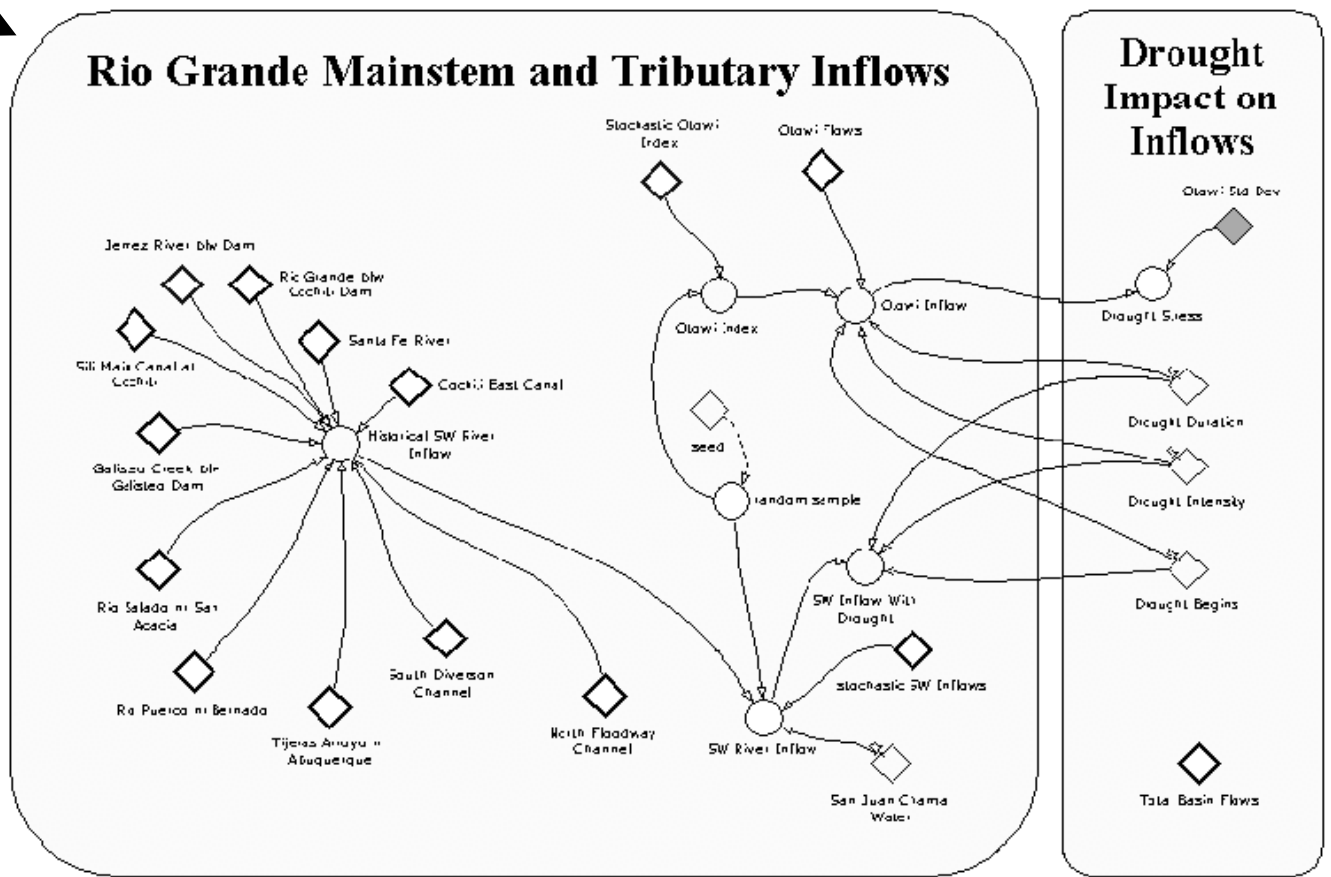 Rio Grande Mainstem and Tributary Inflows
Drought
Impact on
Inflows
Stochastic Otowi
Index
Otowi Flows
Otowi Std Dev
Jemez River blw Dam
Rio Grande blw
Cochiti Dam
Otowi Index
Otowi Inflow
Drought Stress
Santa Fe River
Sili Main Canal at
Cochiti
Cochiti East Canal
Drought Duration
Historical SW River
Inflow
seed
Galisteo Creek blw
Galisteo Dam
random sample
Drought Intensity
Rio Salado nr San
Acacia
SW Inflow With
Drought
Drought Begins
South Diversion
Channel
stochastic SW Inflows
Rio Puerco nr Bernado
Tijeras Arroyo nr
Albuquerque
North Floodway
Channel
SW River Inflow
San Juan Chama
Water
Total Basin Flows